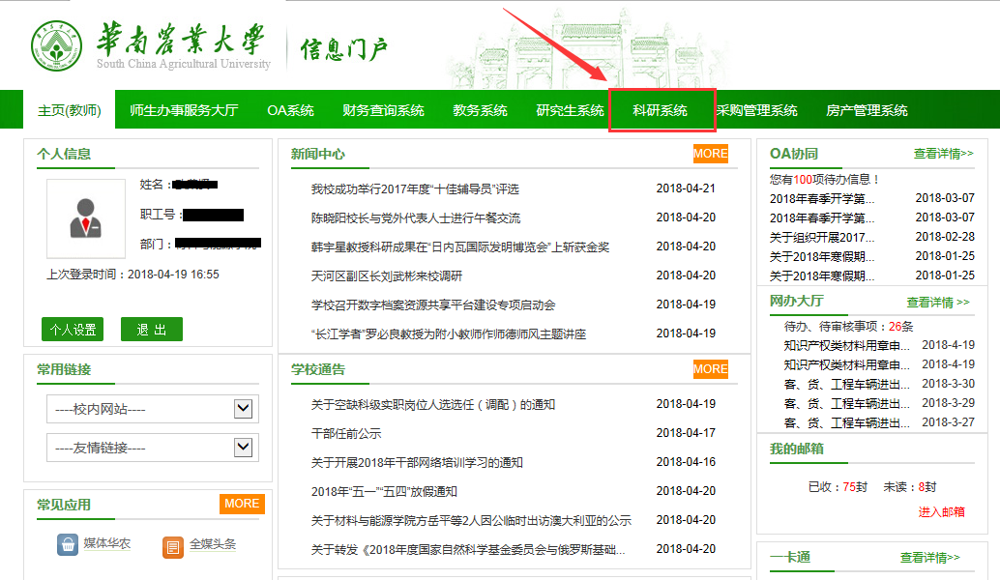 華南農業大學
South China Agricultural University
信息门户
主页(教师) 师生办事服务大厅 OA系统 财务查询系统 教务系统 研究生系统 科研系统 采购管理系统 房产管理系统
个人信息
姓名：
职工号：
部门：
上次登录时间：2018-04-19 16:55
个人设置 退 出
常用链接
----校内网站----
----友情链接----
常见应用 MORE
媒体华农 全媒头条
新闻中心 MORE
我校成功举行2017年度“十佳辅导员”评选 2018-04-21
陈晓阳校长与党外代表人士进行午餐交流 2018-04-20
韩宇星教授科研成果在“日内瓦国际发明博览会”上斩获金奖 2018-04-20
天河区副区长刘武彬来校调研 2018-04-20
学校召开数字档案资源共享平台建设专项启动会 2018-04-19
“长江学者”罗必良教授为附小教师作师德师风主题讲座 2018-04-19
学校通告 MORE
关于空缺科级实职岗位人选选任（调配）的通知 2018-04-19
干部任前公示 2018-04-17
关于开展2018年干部网络培训学习的通知 2018-04-16
2018年“五一”“五四”放假通知 2018-04-20
关于材料与能源学院方岳平等2人因公临时出访澳大利亚的公示 2018-04-20
关于转发《2018年度国家自然科学基金委员会与俄罗斯基础... 2018-04-20
OA协同 查看详情>>
您有100项待办信息！
2018年春季开学第... 2018-03-07
2018年春季开学第... 2018-03-07
关于组织开展2017... 2018-02-28
关于2018年寒假期... 2018-01-25
关于2018年寒假期... 2018-01-25
网办大厅 查看详情 >>
待办、待审核事项：26条
知识产权类材料用章申... 2018-4-19
知识产权类材料用章申... 2018-4-19
客、货、工程车辆进出... 2018-3-30
客、货、工程车辆进出... 2018-3-29
客、货、工程车辆进出... 2018-3-27
我的邮箱
已收：75封 未读：8封
进入邮箱
一卡通 查看详情>>